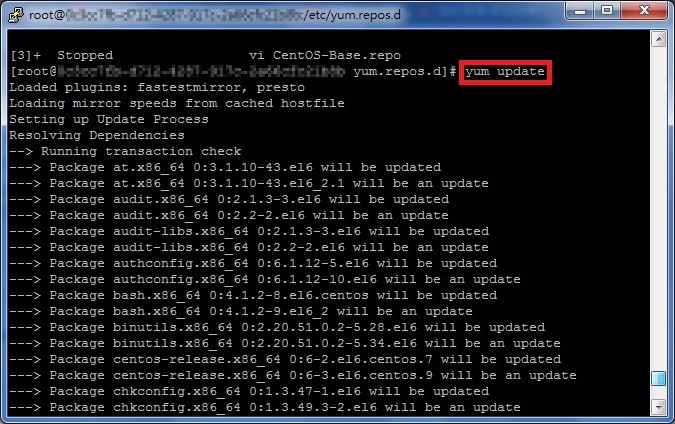 root@:/etc/yum.repos.d
[3]+  Stopped                 vi CentOS-Base.repo
[root@ yum.repos.d]# yum update
Loaded plugins: fastestmirror, presto
Loading mirror speeds from cached hostfile
Setting up Update Process
Resolving Dependencies
--> Running transaction check
---> Package at.x86_64 0:3.1.10-43.el6 will be updated
---> Package at.x86_64 0:3.1.10-43.el6_2.1 will be an update
---> Package audit.x86_64 0:2.1.3-3.el6 will be updated
---> Package audit.x86_64 0:2.2-2.el6 will be an update
---> Package audit-libs.x86_64 0:2.1.3-3.el6 will be updated
---> Package audit-libs.x86_64 0:2.2-2.el6 will be an update
---> Package authconfig.x86_64 0:6.1.12-5.el6 will be updated
---> Package authconfig.x86_64 0:6.1.12-10.el6 will be an update
---> Package bash.x86_64 0:4.1.2-8.el6.centos will be updated
---> Package bash.x86_64 0:4.1.2-9.el6_2 will be an update
---> Package binutils.x86_64 0:2.20.51.0.2-5.28.el6 will be updated
---> Package binutils.x86_64 0:2.20.51.0.2-5.34.el6 will be an update
---> Package centos-release.x86_64 0:6-2.el6.centos.7 will be updated
---> Package centos-release.x86_64 0:6-3.el6.centos.9 will be an update
---> Package chkconfig.x86_64 0:1.3.47-1.el6 will be updated
---> Package chkconfig.x86_64 0:1.3.49.3-2.el6 will be an update